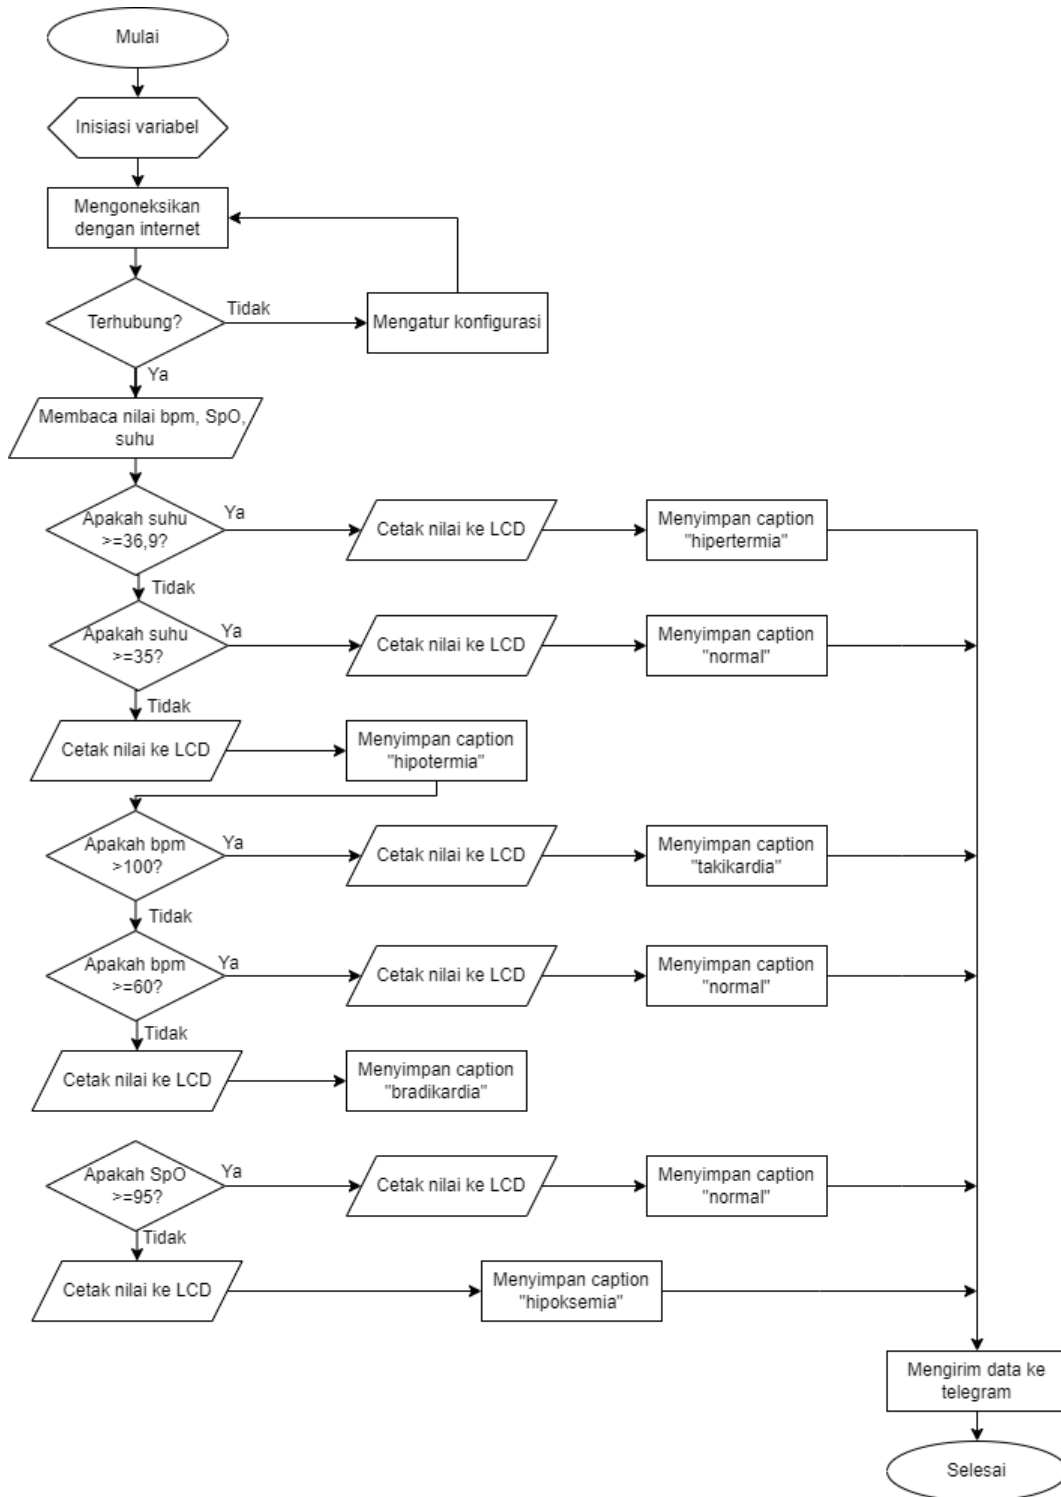 Mulai
Inisiasi variabel
Mengoneksikan
dengan internet
Terhubung?
Tidak
Mengatur konfigurasi
Ya
Membaca nilai bpm, SpO,
suhu
Apakah suhu
>=36,9?
Ya
Cetak nilai ke LCD
Menyimpan caption
"hipertermia"
Tidak
Apakah suhu
>=35?
Ya
Cetak nilai ke LCD
Menyimpan caption
"normal"
Tidak
Cetak nilai ke LCD
Menyimpan caption
"hipotermia"
Apakah bpm
>100?
Ya
Cetak nilai ke LCD
Menyimpan caption
"takikardia"
Tidak
Apakah bpm
>=60?
Ya
Cetak nilai ke LCD
Menyimpan caption
"normal"
Tidak
Cetak nilai ke LCD
Menyimpan caption
"bradikardia"
Apakah SpO
>=95?
Ya
Cetak nilai ke LCD
Menyimpan caption
"normal"
Tidak
Cetak nilai ke LCD
Menyimpan caption
"hipoksemia"
Mengirim data ke
telegram
Selesai